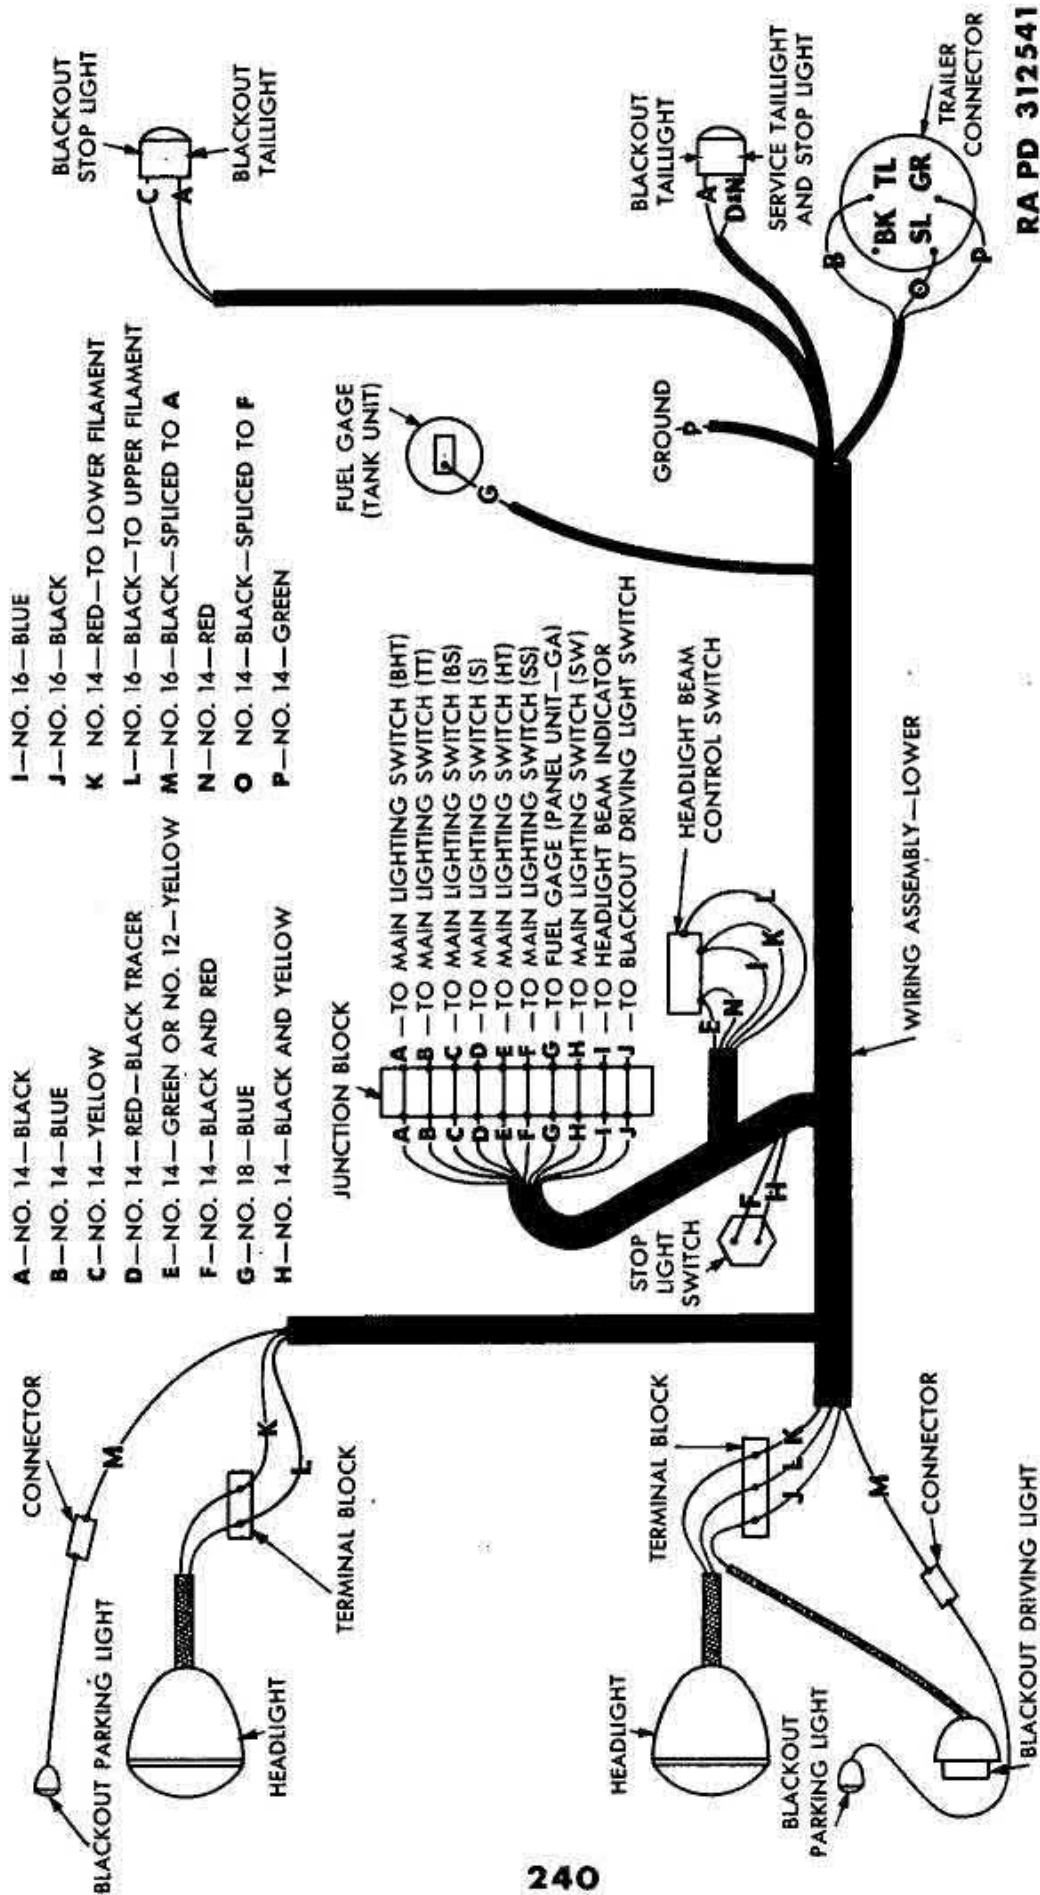 A—NO. 14—BLACK
B—NO. 14—BLUE
C—NO. 14—YELLOW
D—NO. 14—RED—BLACK TRACER
E—NO. 14—GREEN OR NO. 12—YELLOW
F—NO. 14—BLACK AND RED
G—NO. 18—BLUE
H—NO. 14—BLACK AND YELLOW
I—NO. 16—BLUE
J—NO. 16—BLACK
K NO. 14—RED—TO LOWER FILAMENT
L—NO. 16—BLACK—TO UPPER FILAMENT
M—NO. 16—BLACK—SPLICED TO A
N—NO. 14—RED
O NO. 14—BLACK—SPLICED TO F
P—NO. 14—GREEN
BLACKOUT
STOP LIGHT
C
A
BLACKOUT
TAILLIGHT
CONNECTOR
M
BLACKOUT PARKING LIGHT
K
L
TERMINAL BLOCK
HEADLIGHT
JUNCTION BLOCK
A A—TO MAIN LIGHTING SWITCH (BHT)
B B—TO MAIN LIGHTING SWITCH (TT)
C C—TO MAIN LIGHTING SWITCH (BS)
D D—TO MAIN LIGHTING SWITCH (S)
E E—TO MAIN LIGHTING SWITCH (HT)
F F—TO MAIN LIGHTING SWITCH (SS)
G G—TO FUEL GAGE (PANEL UNIT—GA)
H H—TO MAIN LIGHTING SWITCH (SW)
I I—TO HEADLIGHT BEAM INDICATOR
J J—TO BLACKOUT DRIVING LIGHT SWITCH
FUEL GAGE
(TANK UNIT)
G
GROUND
P
BLACKOUT
TAILLIGHT
A
D&N
SERVICE TAILLIGHT
AND STOP LIGHT
STOP
LIGHT
SWITCH
F
H
E
N
I
K
L
HEADLIGHT BEAM
CONTROL SWITCH
B
O
P
BK TL
SL GR
TRAILER
CONNECTOR
WIRING ASSEMBLY—LOWER
TERMINAL BLOCK
K
L
J
M
CONNECTOR
HEADLIGHT
BLACKOUT
PARKING LIGHT
BLACKOUT DRIVING LIGHT
RA PD 312541
240